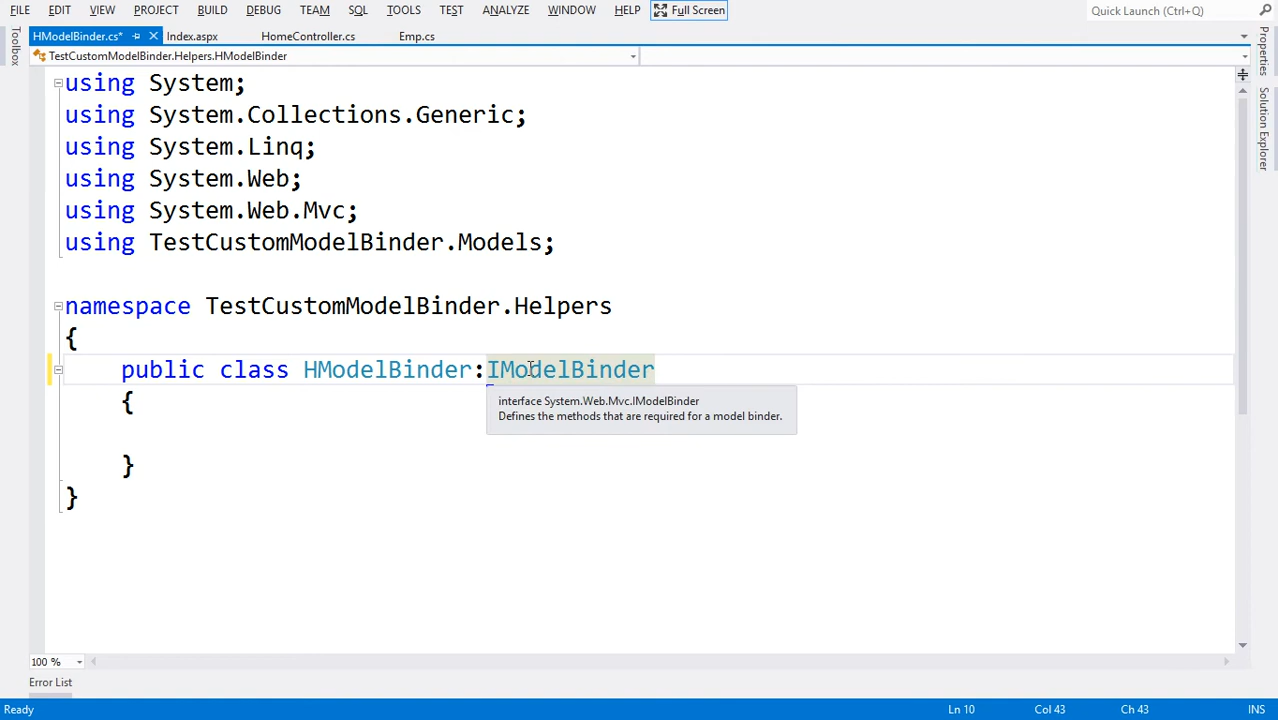 FILE EDIT VIEW PROJECT BUILD DEBUG TEAM SQL TOOLS TEST ANALYZE WINDOW HELP Full Screen Quick Launch (Ctrl+Q)
HModelBinder.cs* Index.aspx HomeController.cs Emp.cs
TestCustomModelBinder.Helpers.HModelBinder
Toolbox
Properties
Solution Explorer
using System;
using System.Collections.Generic;
using System.Linq;
using System.Web;
using System.Web.Mvc;
using TestCustomModelBinder.Models;
namespace TestCustomModelBinder.Helpers
{
public class HModelBinder:IModelBinder
{
interface System.Web.Mvc.IModelBinder
Defines the methods that are required for a model binder.
}
}
100 %
Error List
Ready Ln 10 Col 43 Ch 43 INS